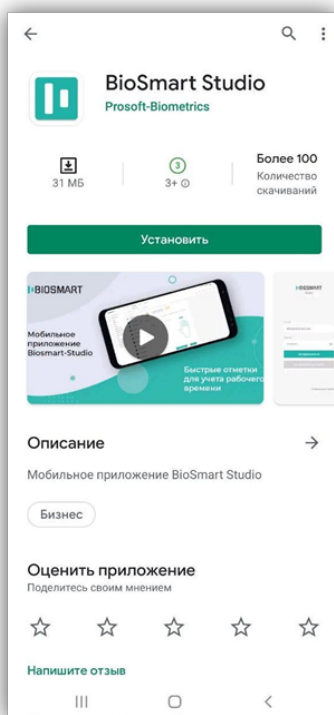 BioSmart Studio
Prosoft-Biometrics
31 МБ
3
3+
Более 100
Количество
скачиваний
Установить
BIOSMART
Мобильное
приложение
Biosmart-Studio
Быстрые отметки
для учета рабочего
времени
BIOSMART
Описание
Мобильное приложение BioSmart Studio
Бизнес
Оценить приложение
Поделитесь своим мнением
Напишите отзыв